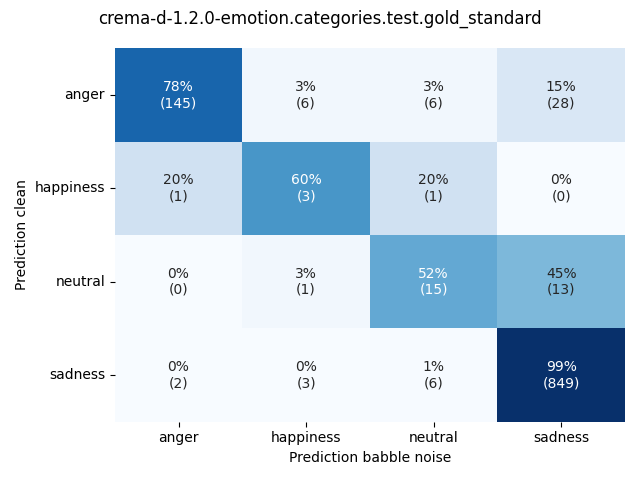 crema-d-1.2.0-emotion.categories.test.gold_standard
Prediction clean
anger
78% 3% 3% 15%
(145) (6) (6) (28)
happiness
20% 60% 20% 0%
(1) (3) (1) (0)
neutral
0% 3% 52% 45%
(0) (1) (15) (13)
sadness
0% 0% 1% 99%
(2) (3) (6) (849)
anger happiness neutral sadness
Prediction babble noise